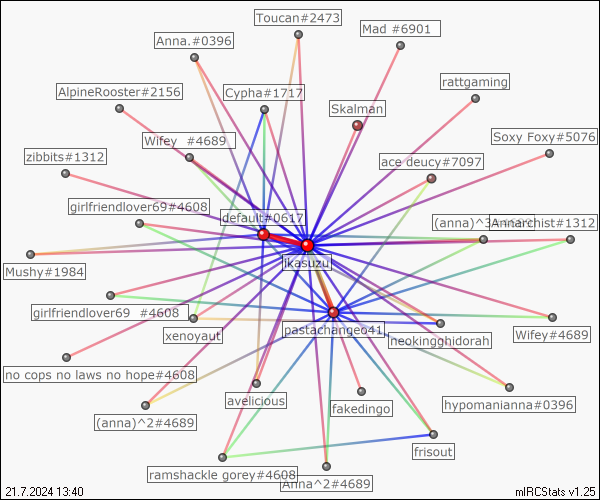 Toucan#2473
Mad #6901
Anna.#0396
rattgaming
AlpineRooster#2156
Cypha#1717
Skalman
Wifey #4689
Soxy Foxy#5076
zibbits#1312
ace deucy#7097
girlfriendlover69#4608
default#0617
(anna)^3
Anarchist#1312
ikasuzu
Mushy#1984
girlfriendlover69 #4608
pastachangeo41
xenoyaut
neokingghidorah
Wifey#4689
no cops no laws no hope#4608
avelicious
fakedingo
hypomanianna#0396
(anna)^2#4689
frisout
ramshackle gorey#4608
Anna^2#4689
21.7.2024 13:40
mIRCStats v1.25